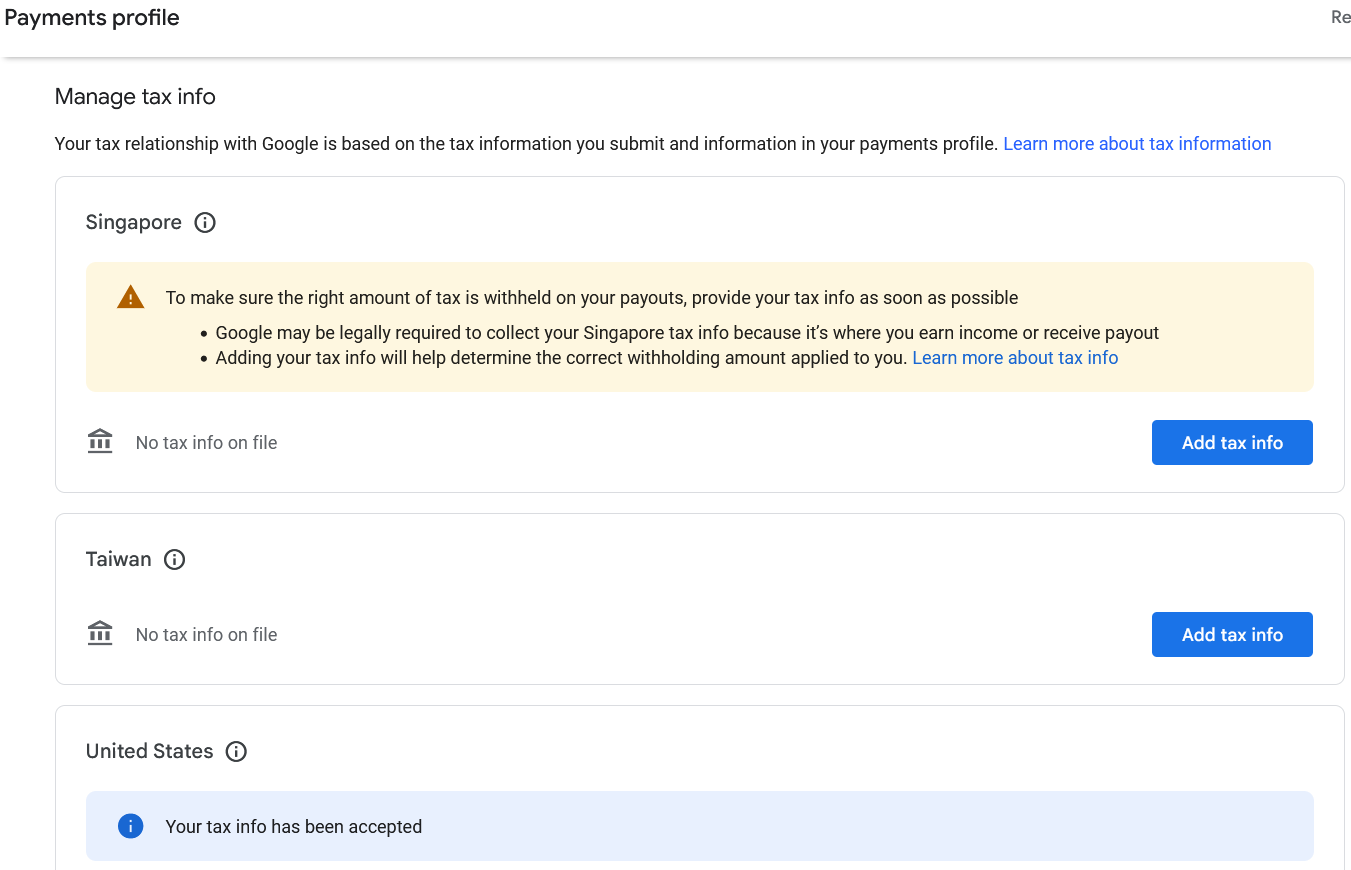 Payments profile
Re
Manage tax info
Your tax relationship with Google is based on the tax information you submit and information in your payments profile. Learn more about tax information
Singapore
To make sure the right amount of tax is withheld on your payouts, provide your tax info as soon as possible
• Google may be legally required to collect your Singapore tax info because it’s where you earn income or receive payout
• Adding your tax info will help determine the correct withholding amount applied to you. Learn more about tax info
No tax info on file
Add tax info
Taiwan
No tax info on file
Add tax info
United States
Your tax info has been accepted